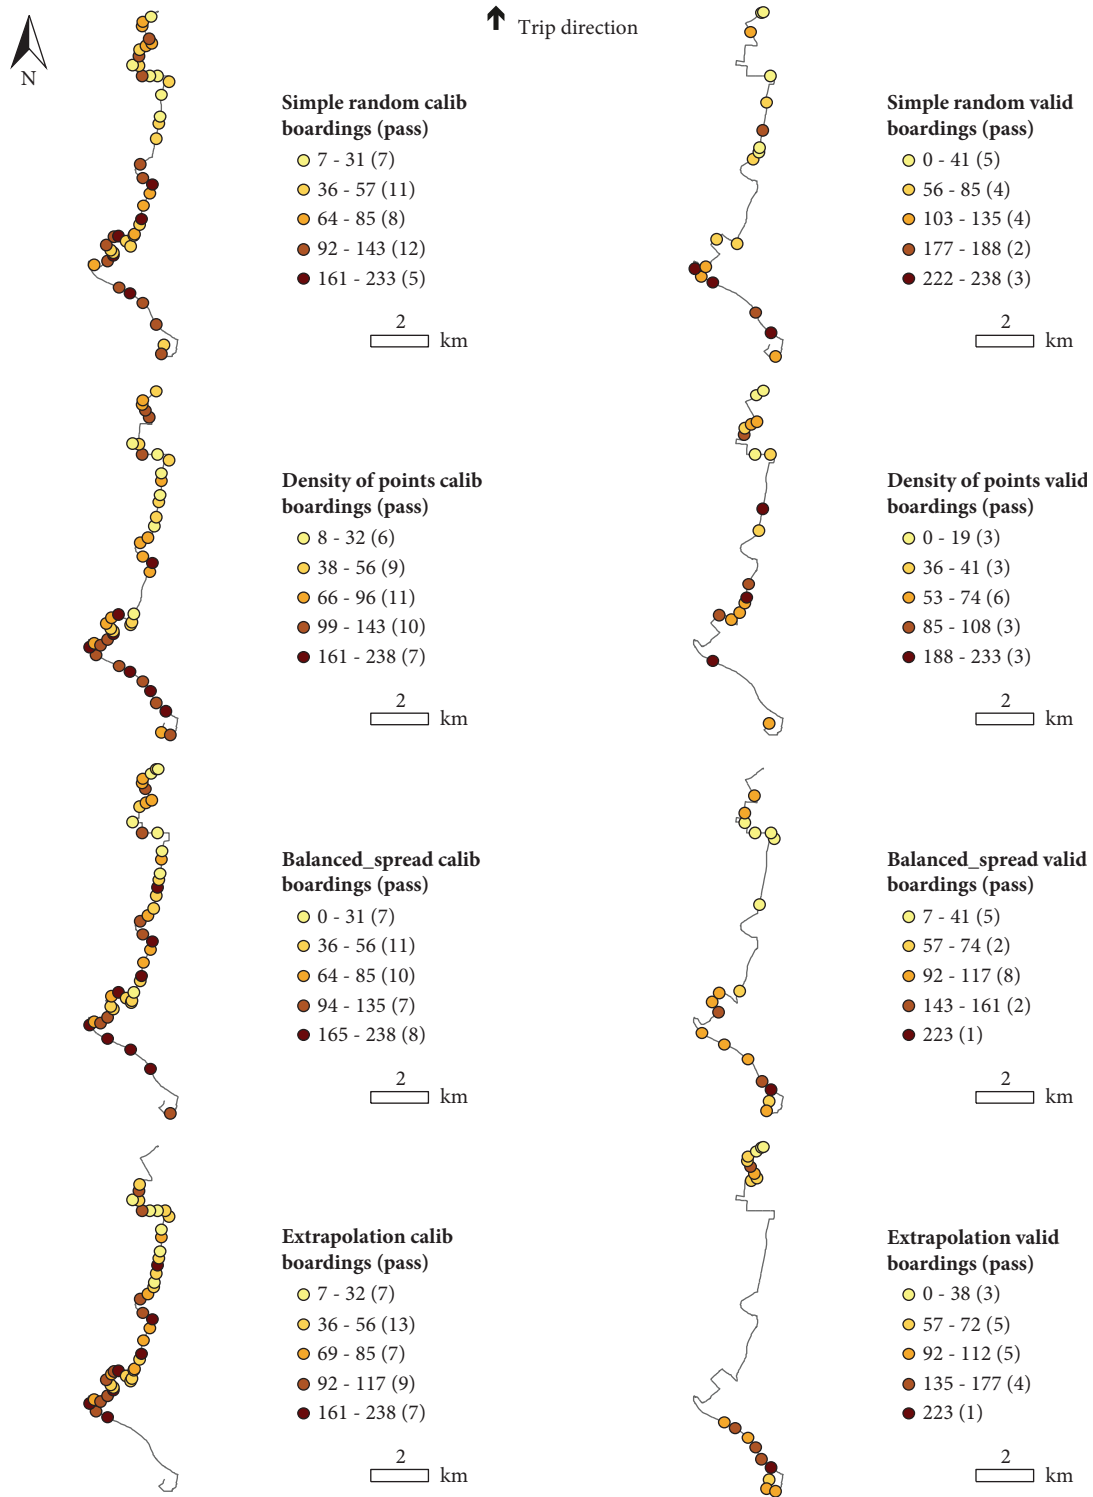 N
Trip direction
Simple random calib
boardings (pass)
7 - 31 (7)
36 - 57 (11)
64 - 85 (8)
92 - 143 (12)
161 - 233 (5)
2
km
Simple random valid
boardings (pass)
0 - 41 (5)
56 - 85 (4)
103 - 135 (4)
177 - 188 (2)
222 - 238 (3)
2
km
Density of points calib
boardings (pass)
8 - 32 (6)
38 - 56 (9)
66 - 96 (11)
99 - 143 (10)
161 - 238 (7)
2
km
Density of points valid
boardings (pass)
0 - 19 (3)
36 - 41 (3)
53 - 74 (6)
85 - 108 (3)
188 - 233 (3)
2
km
Balanced_spread calib
boardings (pass)
0 - 31 (7)
36 - 56 (11)
64 - 85 (10)
94 - 135 (7)
165 - 238 (8)
2
km
Balanced_spread valid
boardings (pass)
7 - 41 (5)
57 - 74 (2)
92 - 117 (8)
143 - 161 (2)
223 (1)
2
km
Extrapolation calib
boardings (pass)
7 - 32 (7)
36 - 56 (13)
69 - 85 (7)
92 - 117 (9)
161 - 238 (7)
2
km
Extrapolation valid
boardings (pass)
0 - 38 (3)
57 - 72 (5)
92 - 112 (5)
135 - 177 (4)
223 (1)
2
km